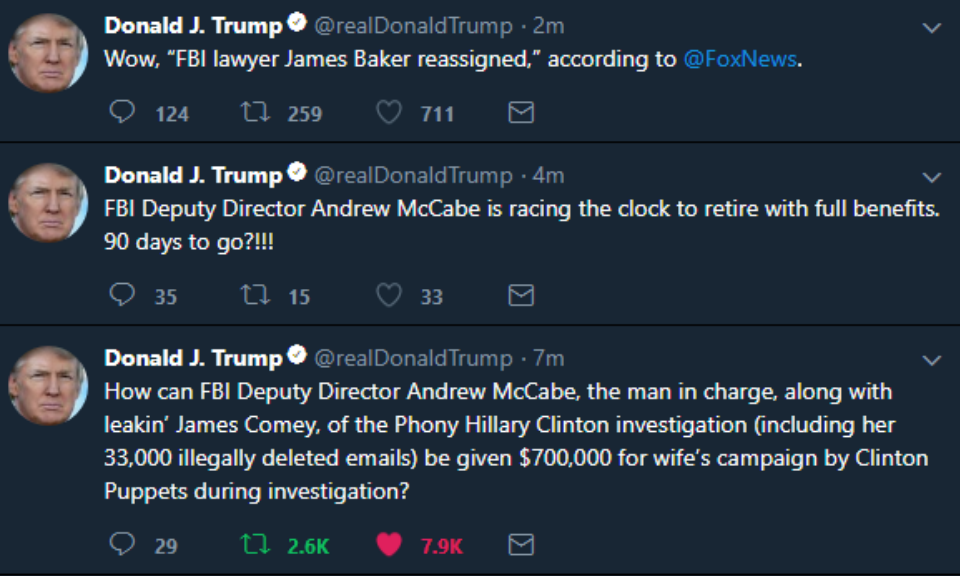 Donald J. Trump @realDonaldTrump · 2m
Wow, “FBI lawyer James Baker reassigned,” according to @FoxNews.
124 259 711
Donald J. Trump @realDonaldTrump · 4m
FBI Deputy Director Andrew McCabe is racing the clock to retire with full benefits.
90 days to go?!!!
35 15 33
Donald J. Trump @realDonaldTrump · 7m
How can FBI Deputy Director Andrew McCabe, the man in charge, along with
leakin’ James Comey, of the Phony Hillary Clinton investigation (including her
33,000 illegally deleted emails) be given $700,000 for wife’s campaign by Clinton
Puppets during investigation?
29 2.6K 7.9K